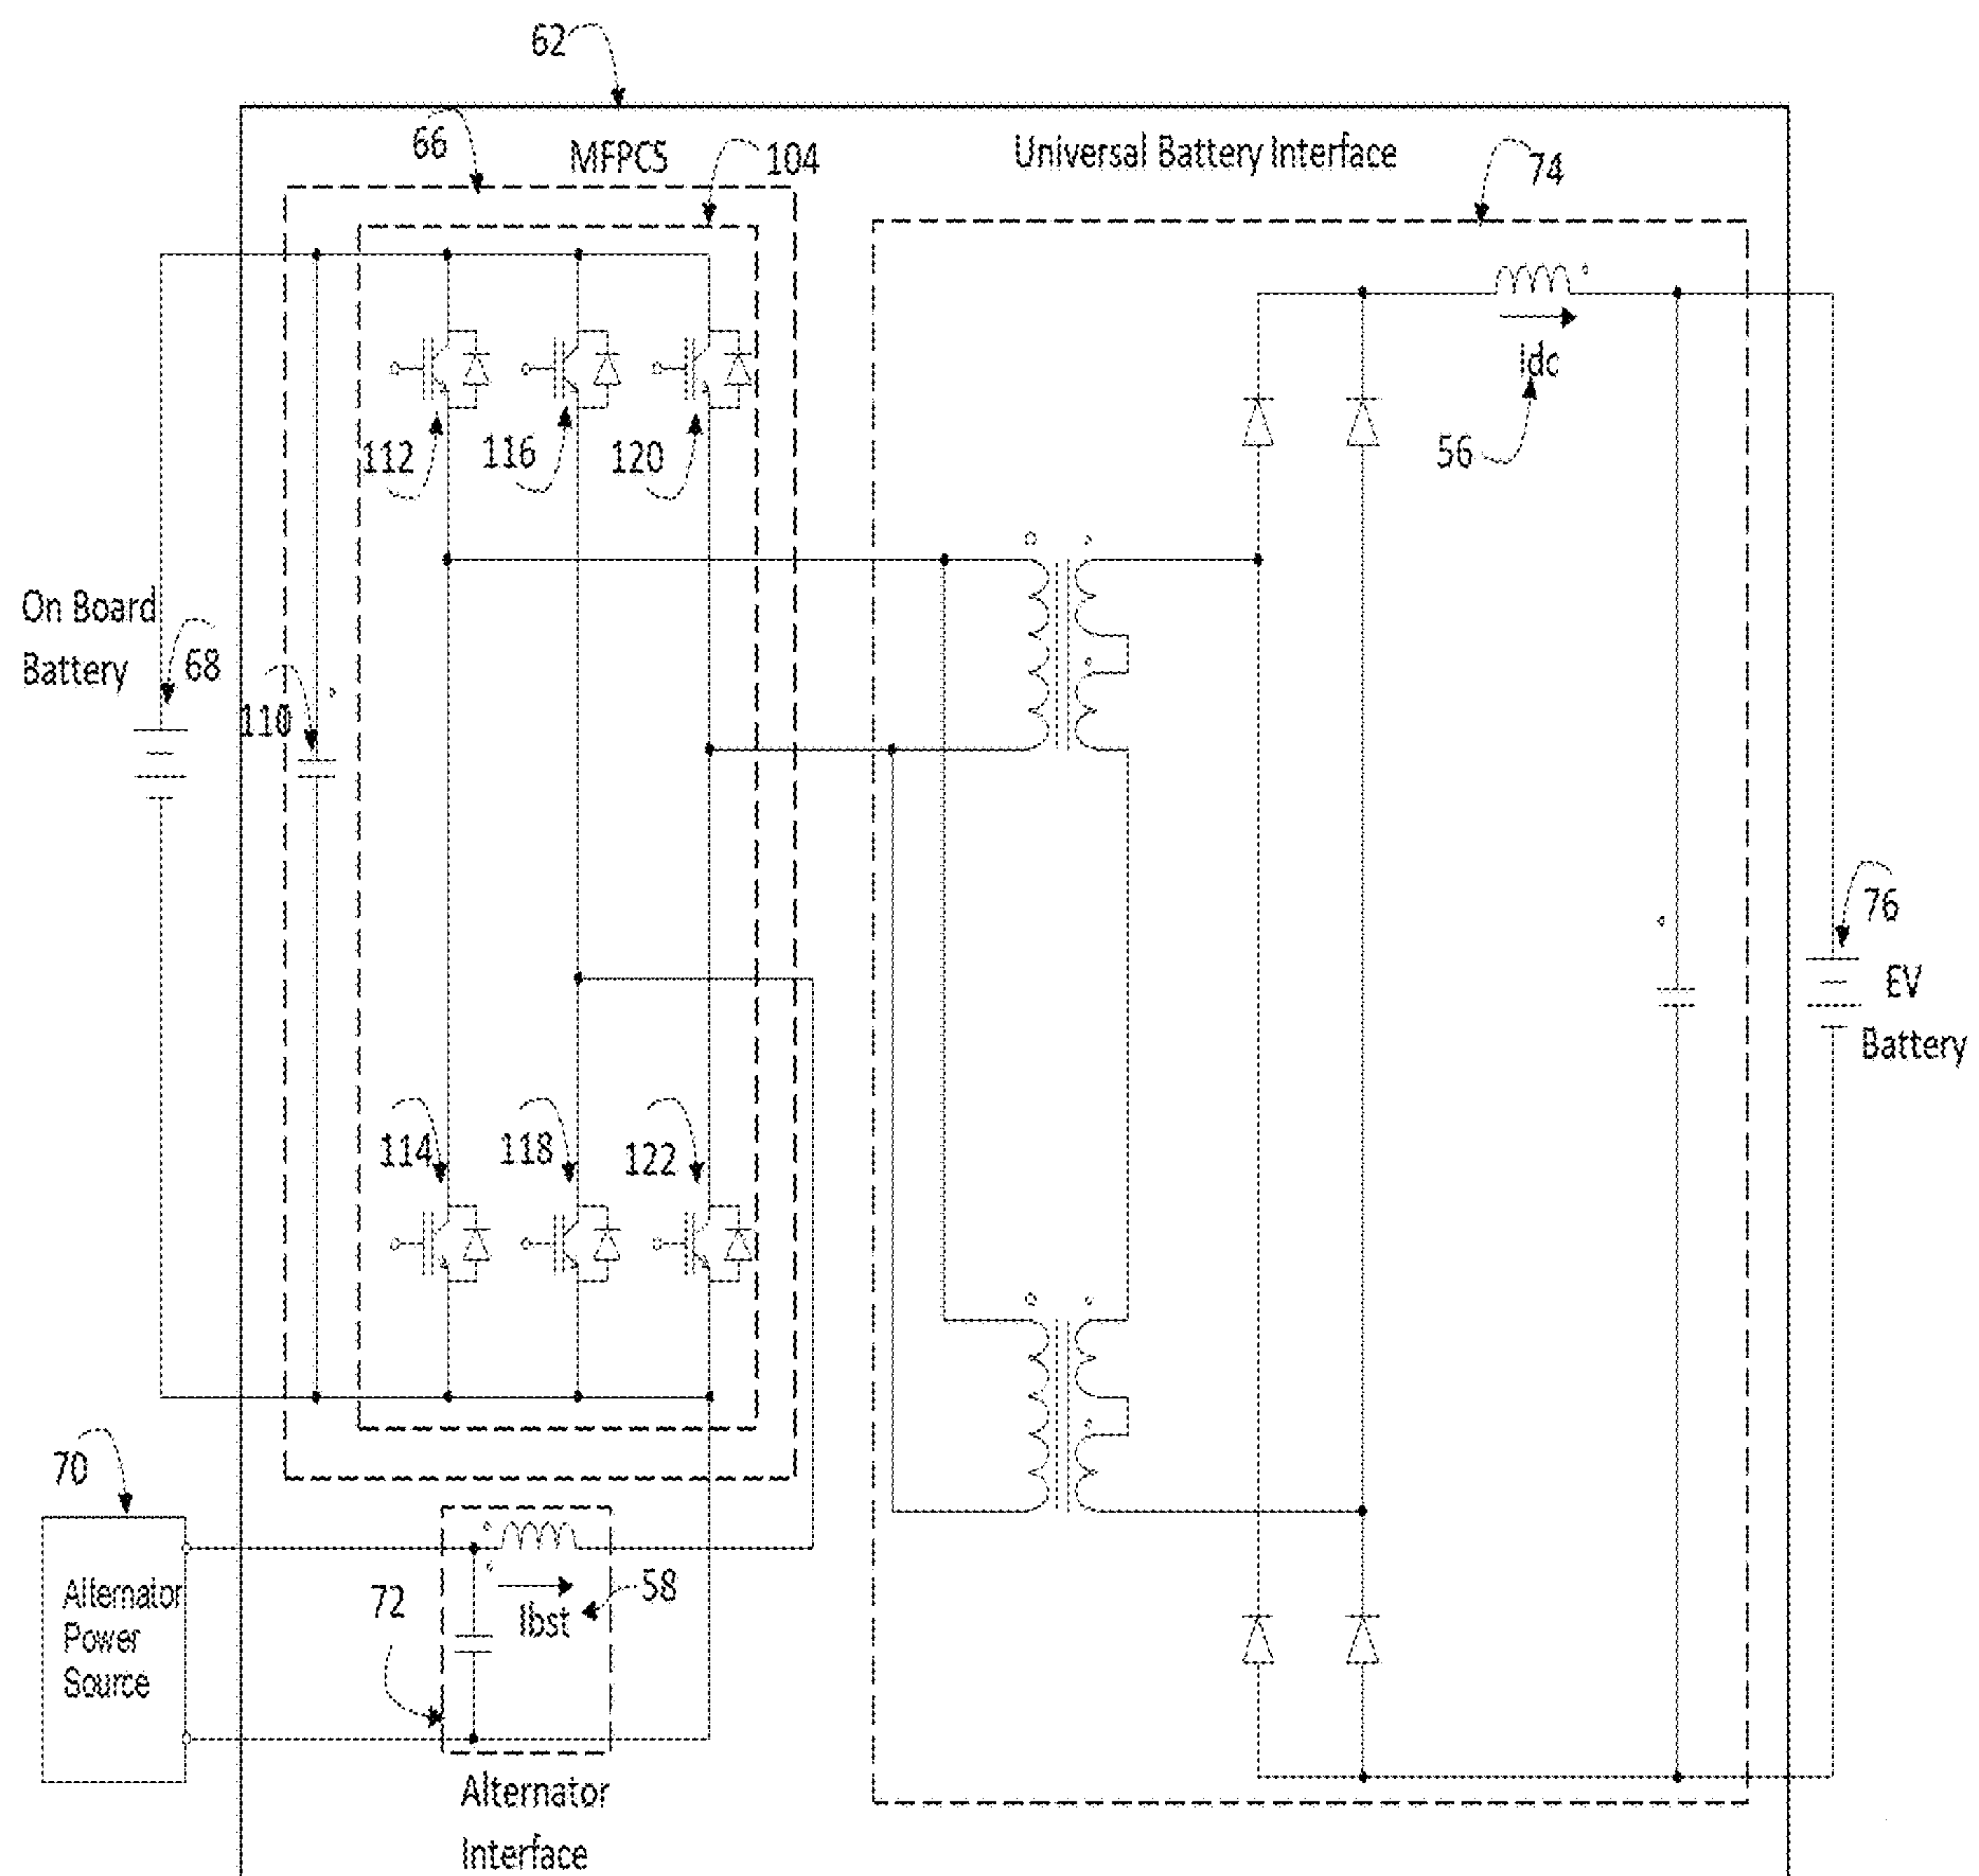 62
66
MFPCS
104
Universal Battery Interface
74
Idc
56
112
116
120
On Board
Battery
68
110
76
EV
Battery
114
118
122
70
Alternator
Power
Source
72
Ibst
58
Alternator
Interface